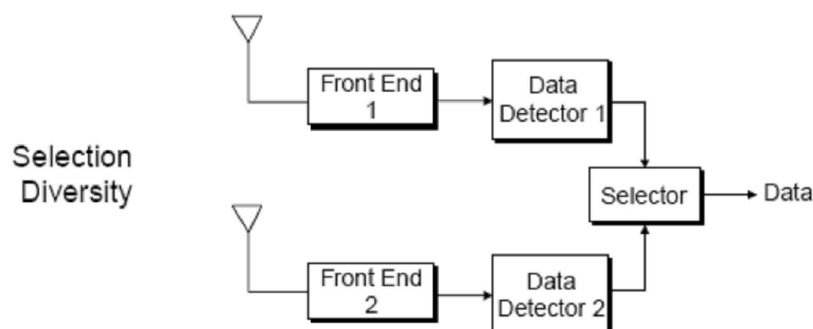 Front End
1
Data
Detector 1
Selection
Diversity
Selector
Data
Front End
2
Data
Detector 2